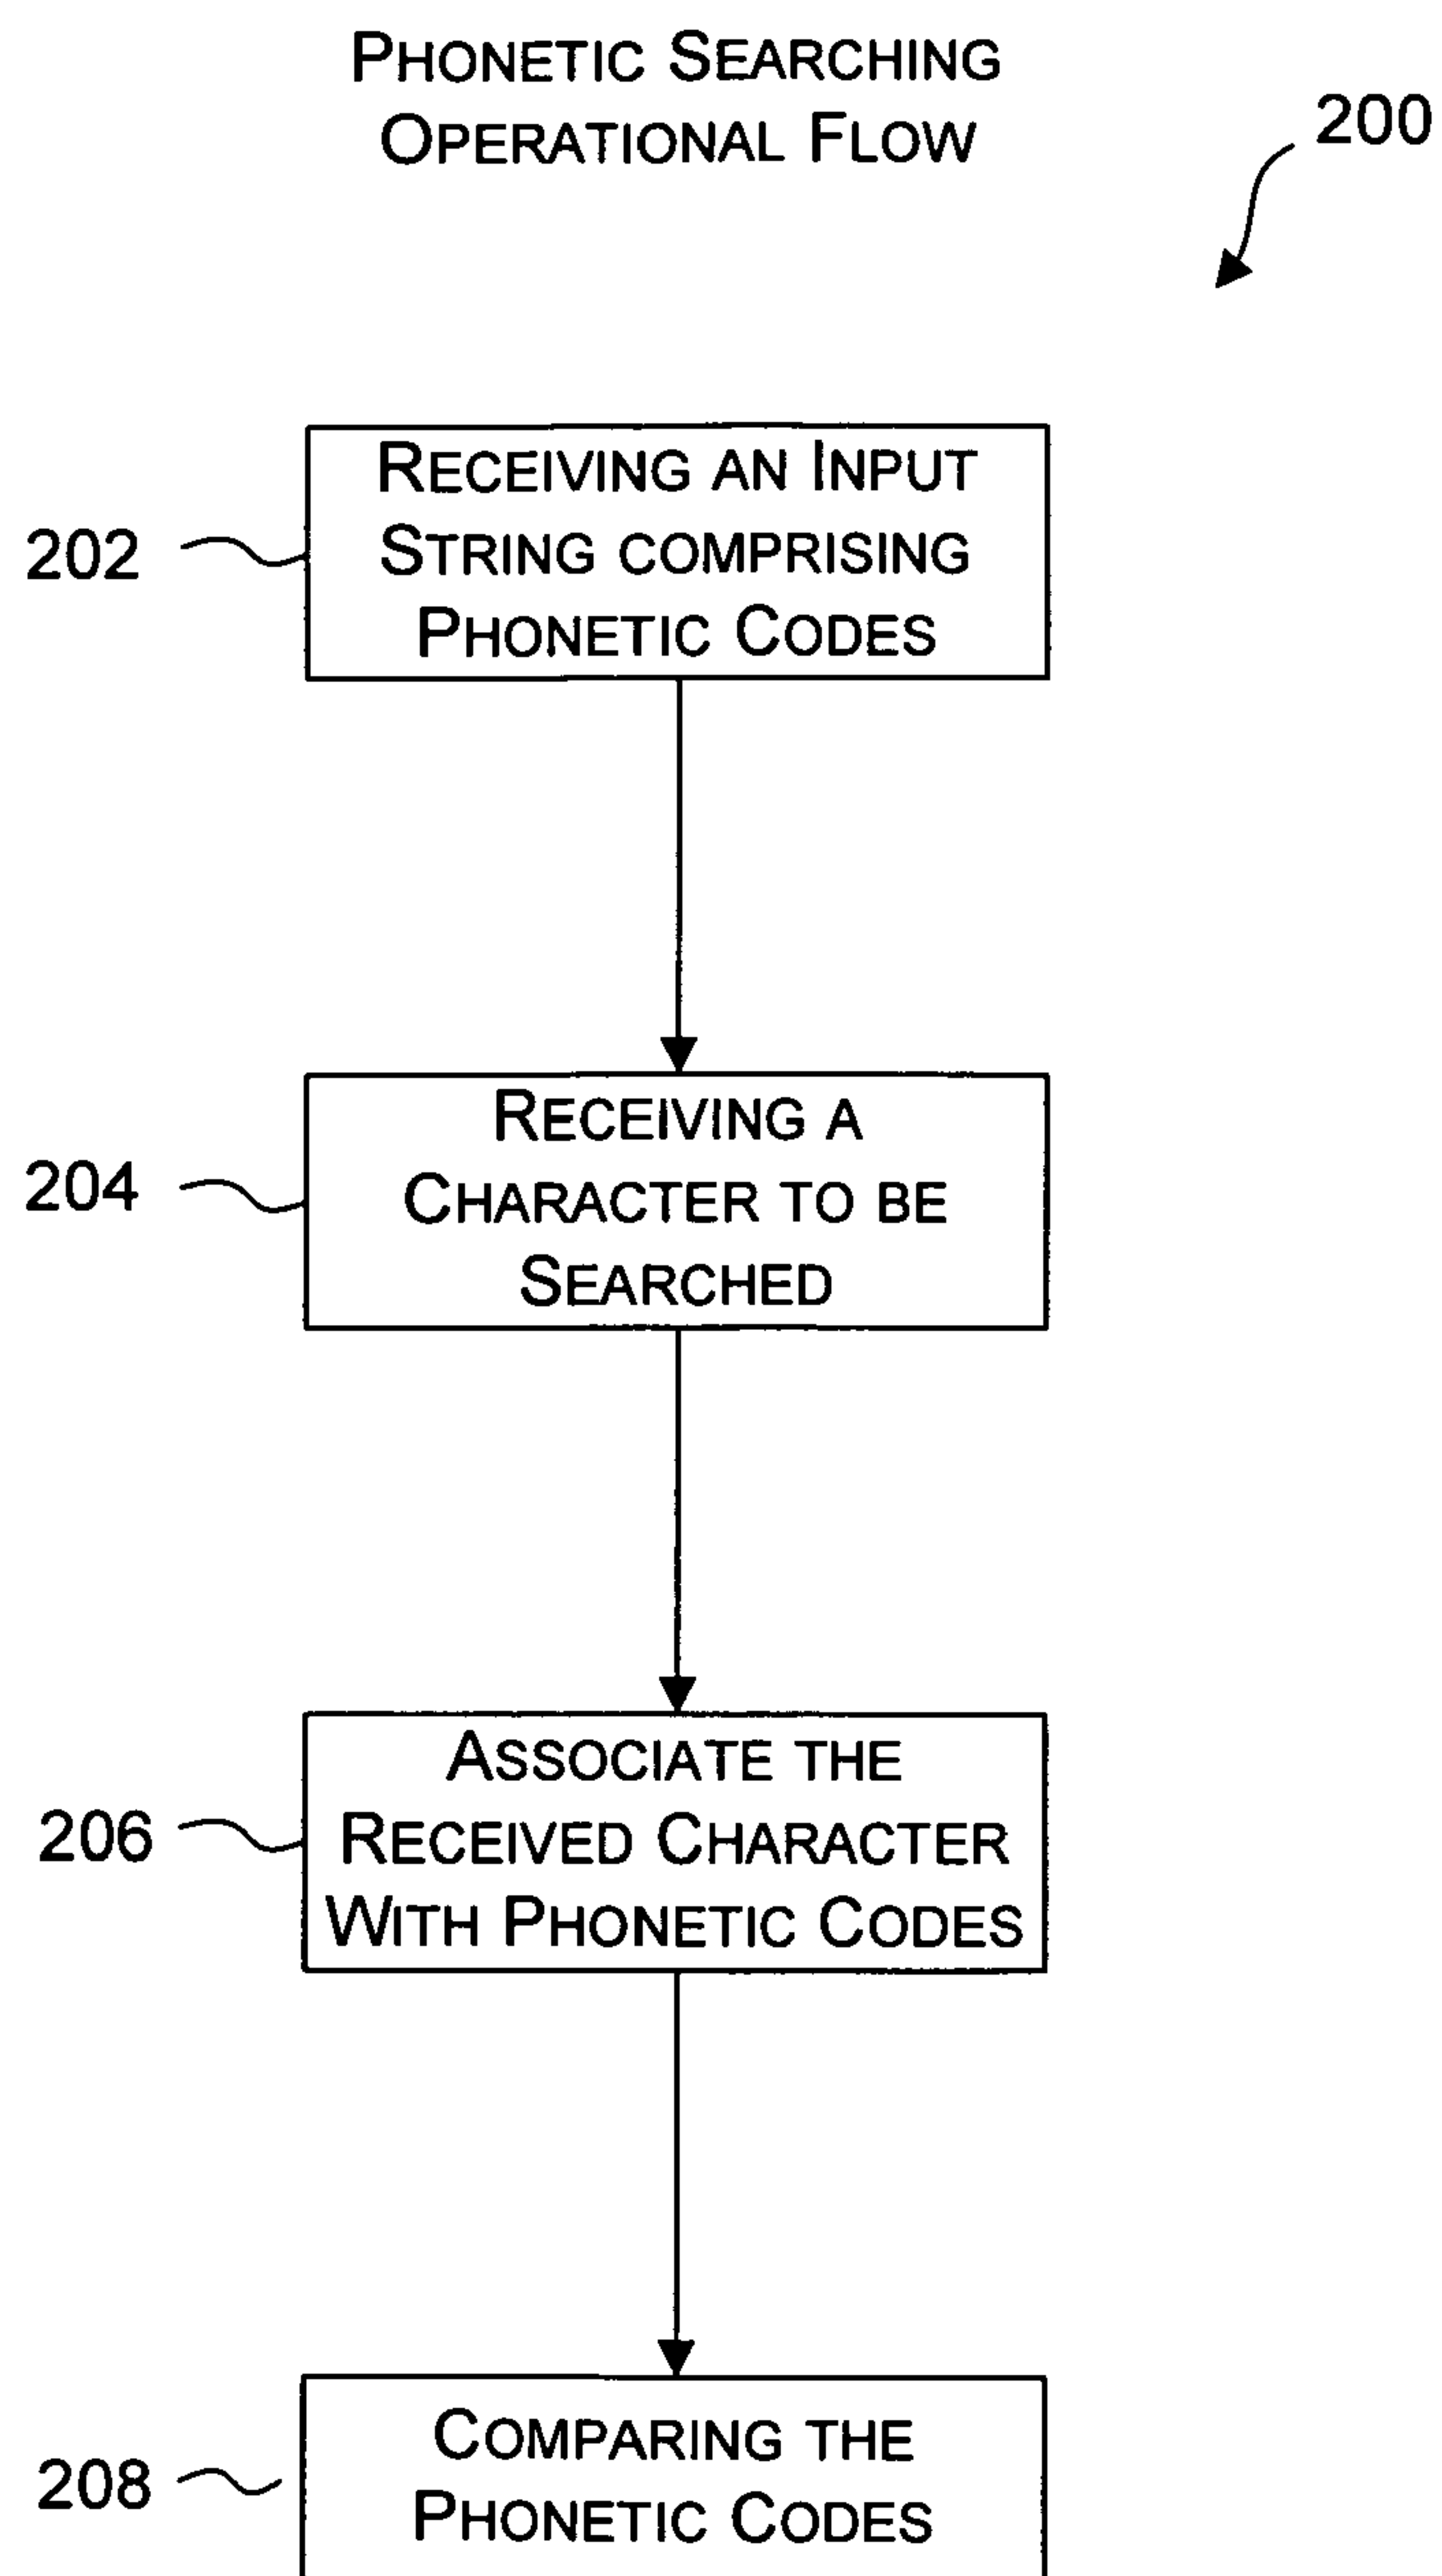 PHONETIC SEARCHING
OPERATIONAL FLOW
200
RECEIVING AN INPUT
STRING COMPRISING
PHONETIC CODES
202
RECEIVING A
CHARACTER TO BE
SEARCHED
204
ASSOCIATE THE
RECEIVED CHARACTER
WITH PHONETIC CODES
206
COMPARING THE
PHONETIC CODES
208